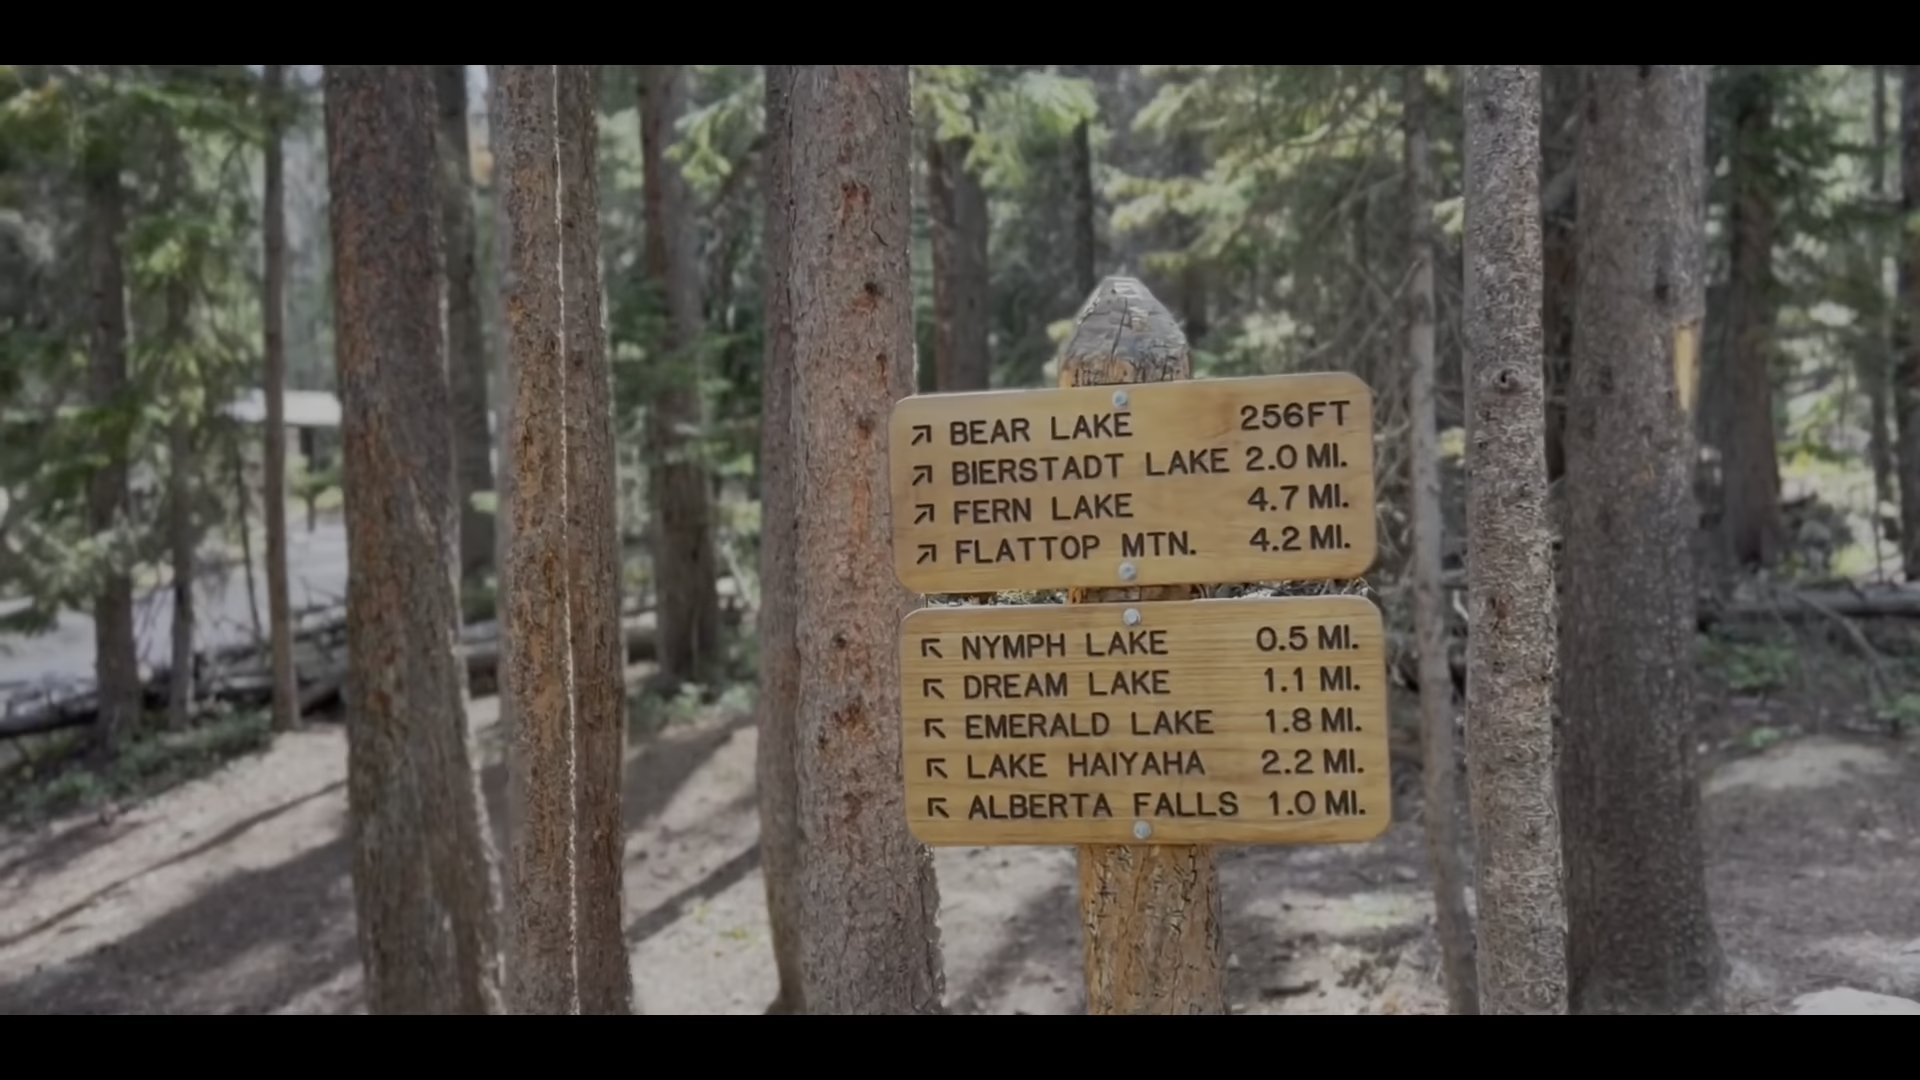 ↗ BEAR LAKE 256FT
↗ BIERSTADT LAKE 2.0 MI.
↗ FERN LAKE 4.7 MI.
↗ FLATTOP MTN. 4.2 MI.
↖ NYMPH LAKE 0.5 MI.
↖ DREAM LAKE 1.1 MI.
↖ EMERALD LAKE 1.8 MI.
↖ LAKE HAIYAHA 2.2 MI.
↖ ALBERTA FALLS 1.0 MI.